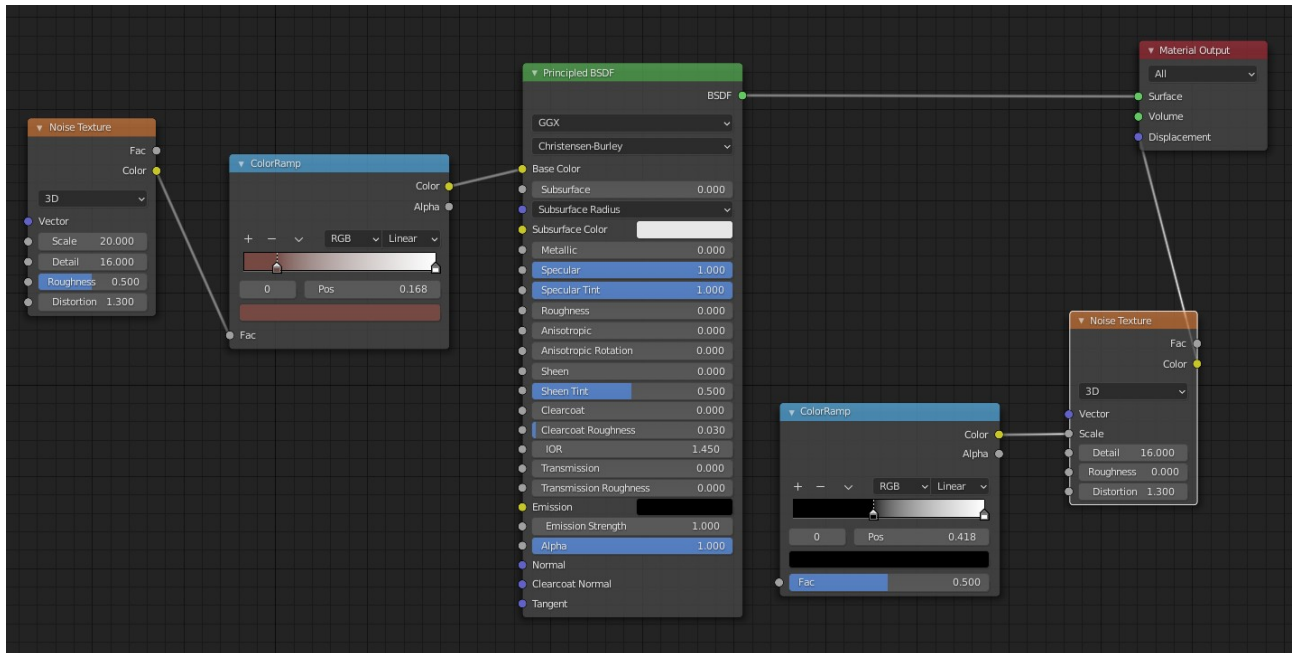 Noise Texture
Fac
Color
3D
Vector
Scale 20.000
Detail 16.000
Roughness 0.500
Distortion 1.300
ColorRamp
Color
Alpha
+ − RGB Linear
0 Pos 0.168
Fac
Principled BSDF
BSDF
GGX
Christensen-Burley
Base Color
Subsurface 0.000
Subsurface Radius
Subsurface Color
Metallic 0.000
Specular 1.000
Specular Tint 1.000
Roughness 0.000
Anisotropic 0.000
Anisotropic Rotation 0.000
Sheen 0.000
Sheen Tint 0.500
Clearcoat 0.000
Clearcoat Roughness 0.030
IOR 1.450
Transmission 0.000
Transmission Roughness 0.000
Emission
Emission Strength 1.000
Alpha 1.000
Normal
Clearcoat Normal
Tangent
ColorRamp
Color
Alpha
+ − RGB Linear
0 Pos 0.418
Fac 0.500
Noise Texture
Fac
Color
3D
Vector
Scale
Detail 16.000
Roughness 0.000
Distortion 1.300
Material Output
All
Surface
Volume
Displacement